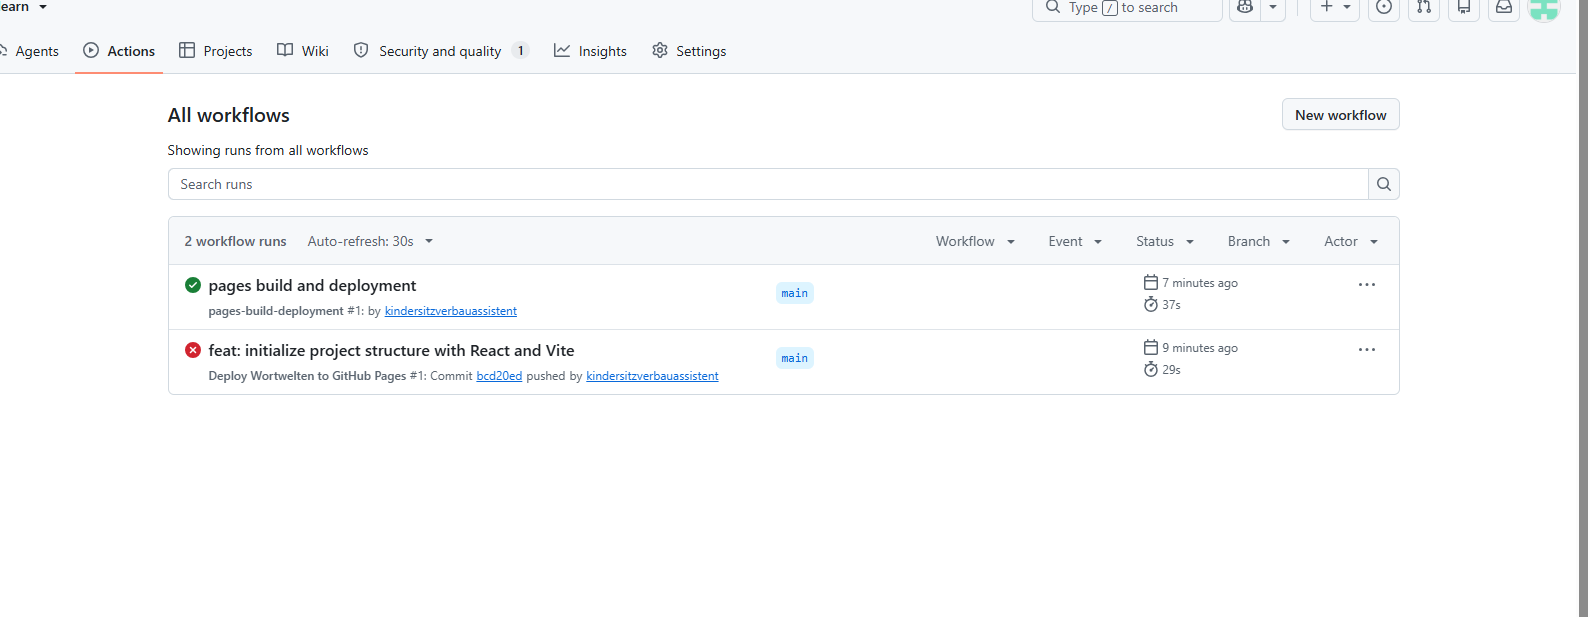 earn
Type / to search
Agents
Actions
Projects
Wiki
Security and quality 1
Insights
Settings
All workflows
New workflow
Showing runs from all workflows
Search runs
2 workflow runs
Auto-refresh: 30s
Workflow
Event
Status
Branch
Actor
pages build and deployment
main
7 minutes ago
pages-build-deployment #1: by kindersitzverbauassistent
37s
feat: initialize project structure with React and Vite
main
9 minutes ago
Deploy Wortwelten to GitHub Pages #1: Commit bcd20ed pushed by kindersitzverbauassistent
29s